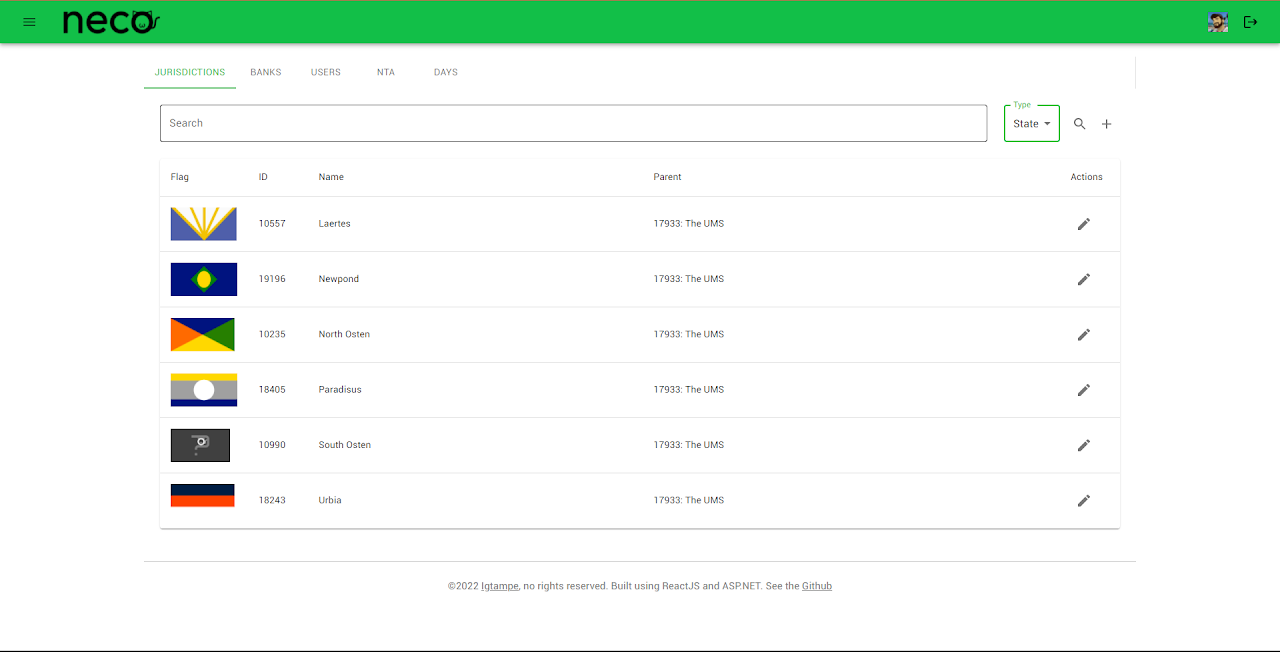 neco
JURISDICTIONS BANKS USERS NTA DAYS
Type
Search State
Flag ID Name Parent Actions
10557 Laertes 17933: The UMS
19196 Newpond 17933: The UMS
10235 North Osten 17933: The UMS
18405 Paradisus 17933: The UMS
10990 South Osten 17933: The UMS
18243 Urbia 17933: The UMS
©2022 Igtampe, no rights reserved. Built using ReactJS and ASP.NET. See the Github